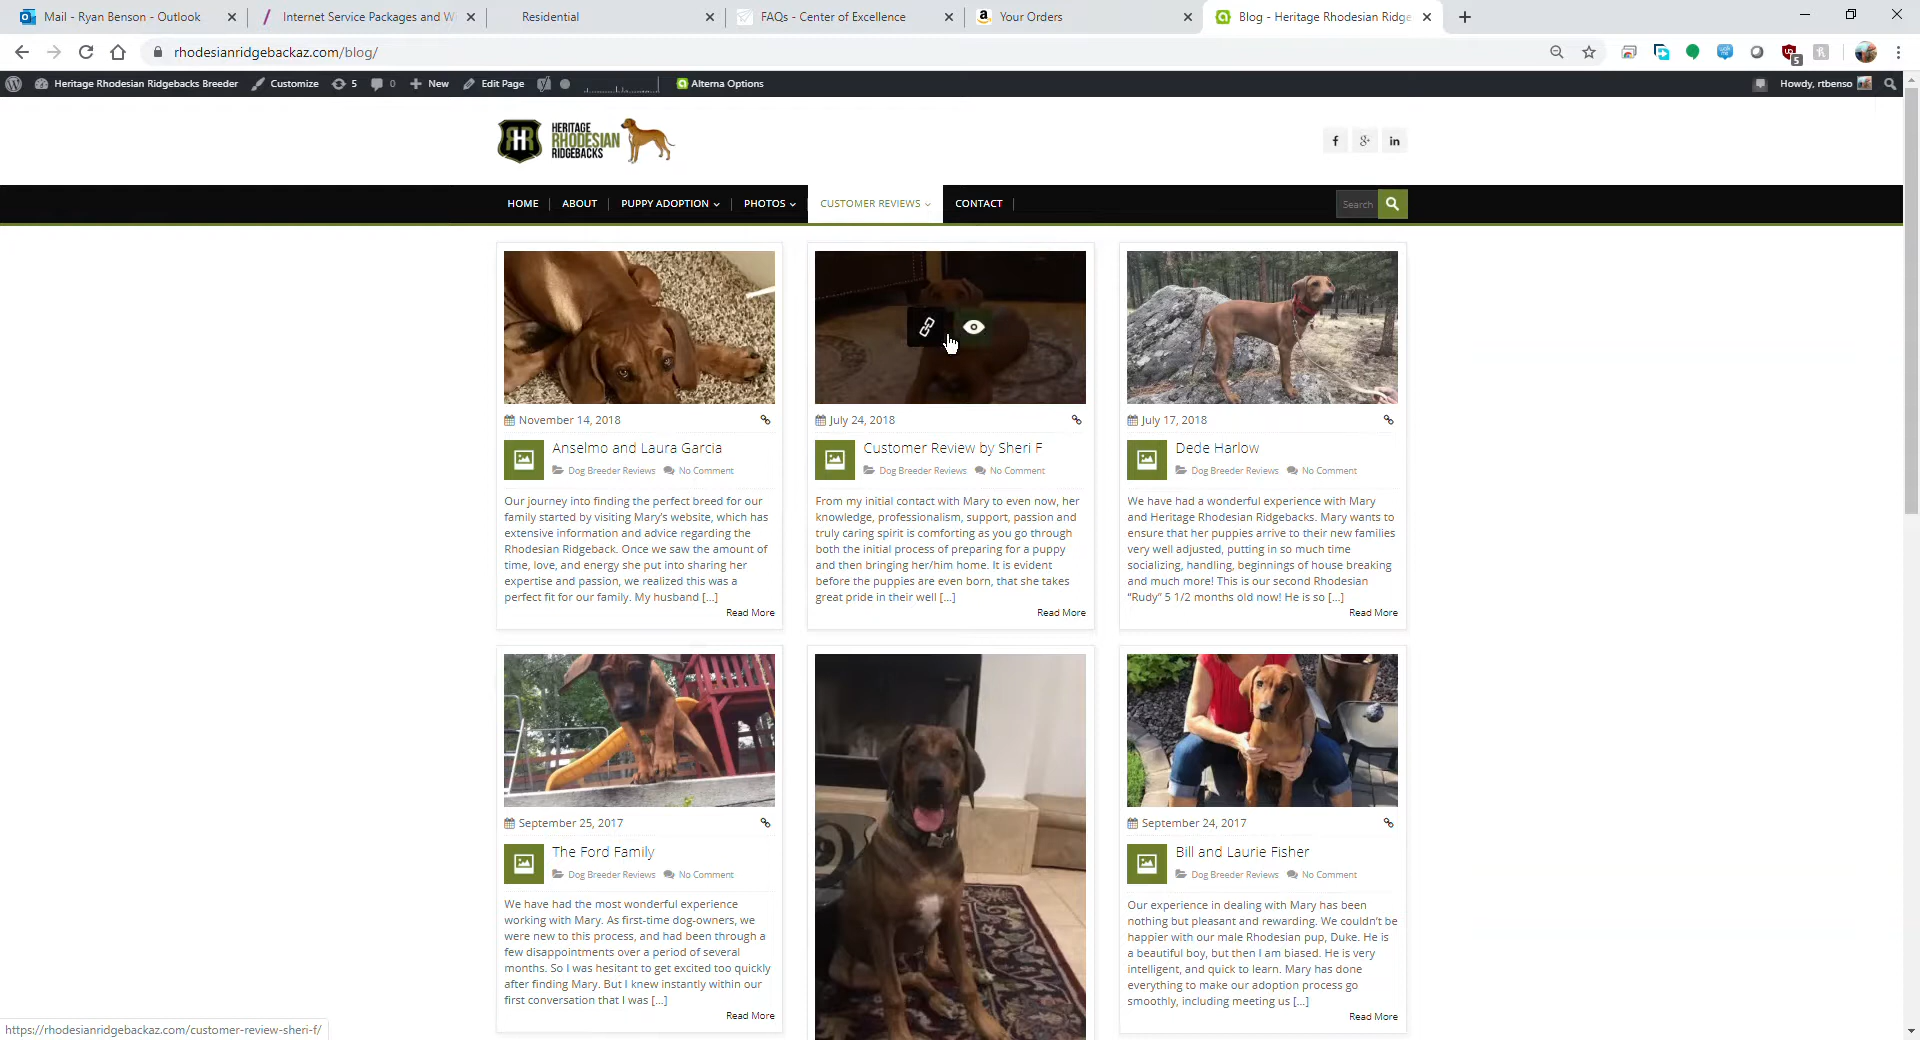 Mail - Ryan Benson - Outlook
Internet Service Packages and W
Residential
FAQs - Center of Excellence
Your Orders
Blog - Heritage Rhodesian Ridge
rhodesianridgebackaz.com/blog/
5
Heritage Rhodesian Ridgebacks Breeder
Customize
5
0
New
Edit Page
Alterna Options
Howdy, rtbenso
HR
HERITAGE
RHODESIAN
RIDGEBACKS
f
g+
in
HOME
ABOUT
PUPPY ADOPTION
PHOTOS
CUSTOMER REVIEWS
CONTACT
Search
November 14, 2018
Anselmo and Laura Garcia
Dog Breeder Reviews No Comment
Our journey into finding the perfect breed for our
family started by visiting Mary's website, which has
extensive information and advice regarding the
Rhodesian Ridgeback. Once we saw the amount of
time, love, and energy she put into sharing her
expertise and passion, we realized this was a
perfect fit for our family. My husband [...]
Read More
July 24, 2018
Customer Review by Sheri F
Dog Breeder Reviews No Comment
From my initial contact with Mary to even now, her
knowledge, professionalism, support, passion and
truly caring spirit is comforting as you go through
both the initial process of preparing for a puppy
and then bringing her/him home. It is evident
before the puppies are even born, that she takes
great pride in their well [...]
Read More
July 17, 2018
Dede Harlow
Dog Breeder Reviews No Comment
We have had a wonderful experience with Mary
and Heritage Rhodesian Ridgebacks. Mary wants to
ensure that her puppies arrive to their new families
very well adjusted, putting in so much time
socializing, handling, beginnings of house breaking
and much more! This is our second Rhodesian
“Rudy” 5 1/2 months old now! He is so [...]
Read More
September 25, 2017
The Ford Family
Dog Breeder Reviews No Comment
We have had the most wonderful experience
working with Mary. As first-time dog-owners, we
were new to this process, and had been through a
few disappointments over a period of several
months. So I was hesitant to get excited too quickly
after finding Mary. But I knew instantly within our
first conversation that I was [...]
Read More
September 24, 2017
Bill and Laurie Fisher
Dog Breeder Reviews No Comment
Our experience in dealing with Mary has been
nothing but pleasant and rewarding. We couldn't be
happier with our male Rhodesian pup, Duke. He is
a beautiful boy, but then I am biased. He is very
intelligent, and quick to learn. Mary has done
everything to make our adoption process go
smoothly, including meeting us [...]
Read More
https://rhodesianridgebackaz.com/customer-review-sheri-f/